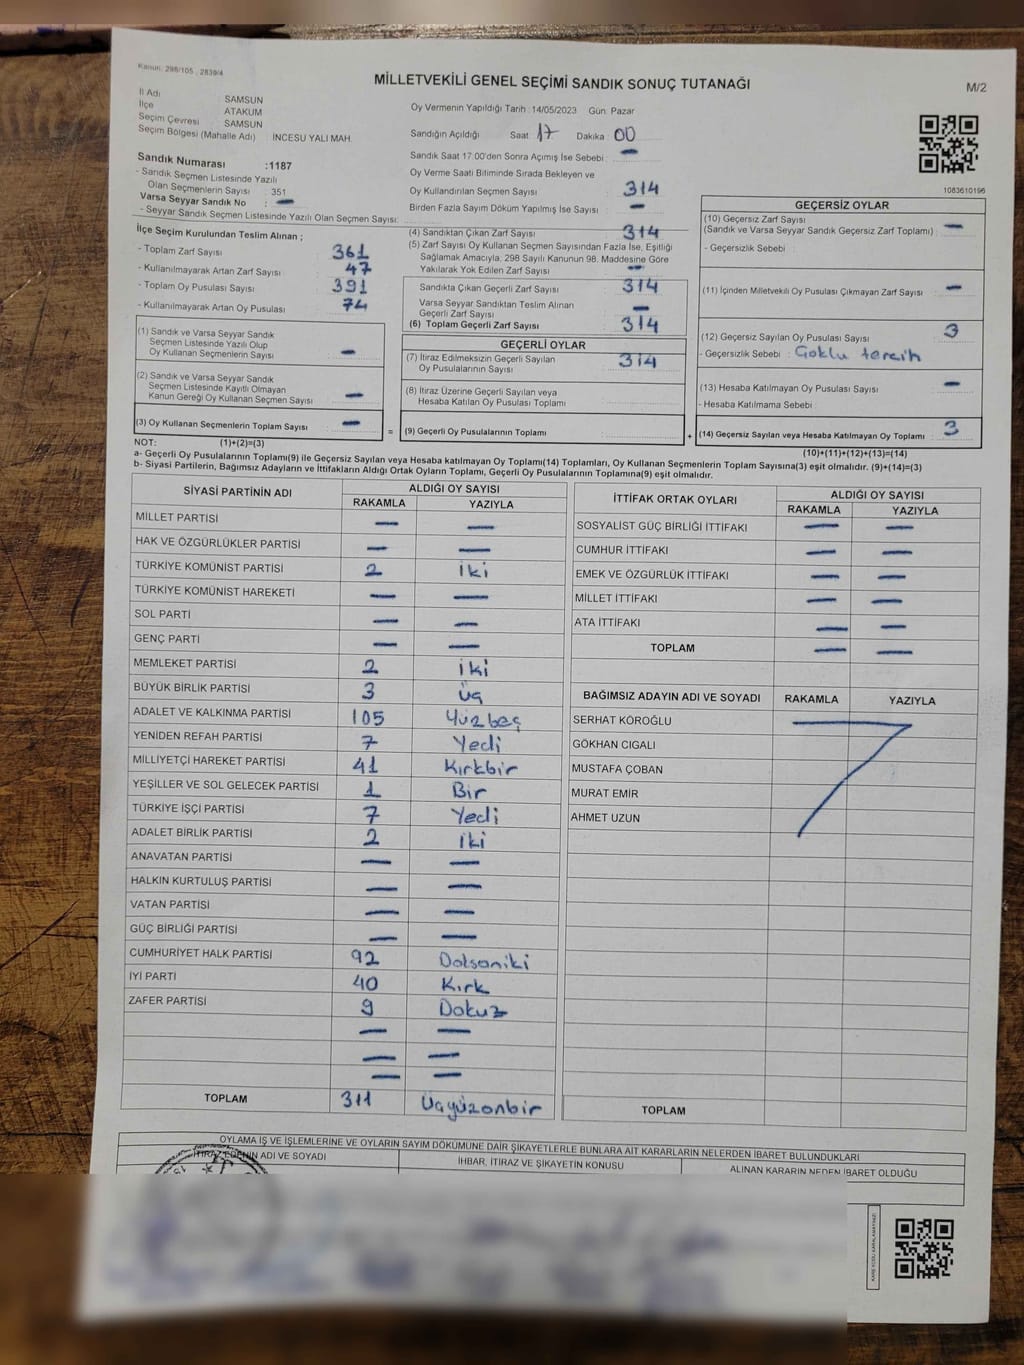 Kanun: 298/105 , 2839/4
MİLLETVEKİLİ GENEL SEÇİMİ SANDIK SONUÇ TUTANAĞI
M/2
İl Adı SAMSUN
İlçe ATAKUM
Seçim Çevresi SAMSUN
Seçim Bölgesi (Mahalle Adı) İNCESU YALI MAH
Sandık Numarası :1187
- Sandık Seçmen Listesinde Yazılı
Olan Seçmenlerin Sayısı : 351
Varsa Seyyar Sandık No : —
- Seyyar Sandık Seçmen Listesinde Yazılı Olan Seçmen Sayısı:
Oy Vermenin Yapıldığı Tarih : 14/05/2023 Gün: Pazar
Sandığın Açıldığı Saat 17 Dakika 00
Sandık Saat 17:00'den Sonra Açımış İse Sebebi : —
Oy Verme Saati Bitiminde Sırada Bekleyen ve
Oy Kullandırılan Seçmen Sayısı : 314
Birden Fazla Sayım Döküm Yapılmış İse Sayısı : —
1083610196
İlçe Seçim Kurulundan Teslim Alınan ;
- Toplam Zarf Sayısı : 361
- Kullanılmayarak Artan Zarf Sayısı : 47
- Toplam Oy Pusulası Sayısı : 391
- Kullanılmayarak Artan Oy Pusulası : 74
(1) Sandık ve Varsa Seyyar Sandık
Seçmen Listesinde Yazılı Olup
Oy Kullanan Seçmenlerin Sayısı : —
(2) Sandık ve Varsa Seyyar Sandık
Seçmen Listesinde Kayıtlı Olmayan
Kanun Gereği Oy Kullanan Seçmen Sayısı : —
(3) Oy Kullanan Seçmenlerin Toplam Sayısı : —
(4) Sandıktan Çıkan Zarf Sayısı : 314
(5) Zarf Sayısı Oy Kullanan Seçmen Sayısından Fazla İse, Eşitliği
Sağlamak Amacıyla; 298 Sayılı Kanunun 98. Maddesine Göre
Yakılarak Yok Edilen Zarf Sayısı : —
Sandıkta Çıkan Geçerli Zarf Sayısı : 314
Varsa Seyyar Sandıktan Teslim Alınan
Geçerli Zarf Sayısı : —
(6) Toplam Geçerli Zarf Sayısı : 314
GEÇERLİ OYLAR
(7) İtiraz Edilmeksizin Geçerli Sayılan
Oy Pusulalarının Sayısı : 314
(8) İtiraz Üzerine Geçerli Sayılan veya
Hesaba Katılan Oy Pusulası Toplamı
= (9) Geçerli Oy Pusulalarının Toplamı +
GEÇERSİZ OYLAR
(10) Geçersiz Zarf Sayısı
(Sandık ve Varsa Seyyar Sandık Geçersiz Zarf Toplamı) : —
- Geçersizlik Sebebi :
(11) İçinden Milletvekili Oy Pusulası Çıkmayan Zarf Sayısı : —
(12) Geçersiz Sayılan Oy Pusulası Sayısı : 3
- Geçersizlik Sebebi : Çoklu tercih
(13) Hesaba Katılmayan Oy Pusulası Sayısı : —
- Hesaba Katılmama Sebebi
(14) Geçersiz Sayılan veya Hesaba Katılmayan Oy Toplamı : 3
NOT: (1)+(2)=(3) (10)+(11)+(12)+(13)=(14)
a- Geçerli Oy Pusulalarının Toplamı(9) ile Geçersiz Sayılan veya Hesaba katılmayan Oy Toplamı(14) Toplamları, Oy Kullanan Seçmenlerin Toplam Sayısına(3) eşit olmalıdır. (9)+(14)=(3)
b- Siyasi Partilerin, Bağımsız Adayların ve İttifakların Aldığı Ortak Oyların Toplamı, Geçerli Oy Pusulalarının Toplamına(9) eşit olmalıdır.
SİYASİ PARTİNİN ADI ALDIĞI OY SAYISI
RAKAMLA YAZIYLA
MİLLET PARTİSİ — —
HAK VE ÖZGÜRLÜKLER PARTİSİ — —
TÜRKİYE KOMÜNİST PARTİSİ 2 İki
TÜRKİYE KOMÜNİST HAREKETİ — —
SOL PARTİ — —
GENÇ PARTİ — —
MEMLEKET PARTİSİ 2 İki
BÜYÜK BİRLİK PARTİSİ 3 Üç
ADALET VE KALKINMA PARTİSİ 105 Yüzbeş
YENİDEN REFAH PARTİSİ 7 Yedi
MİLLİYETÇİ HAREKET PARTİSİ 41 Kırkbir
YEŞİLLER VE SOL GELECEK PARTİSİ 1 Bir
TÜRKİYE İŞÇİ PARTİSİ 7 Yedi
ADALET BİRLİK PARTİSİ 2 İki
ANAVATAN PARTİSİ — —
HALKIN KURTULUŞ PARTİSİ — —
VATAN PARTİSİ — —
GÜÇ BİRLİĞİ PARTİSİ — —
CUMHURİYET HALK PARTİSİ 92 Doksaniki
İYİ PARTİ 40 Kırk
ZAFER PARTİSİ 9 Dokuz
— —
— —
— —
TOPLAM 311 Üçyüzonbir
İTTİFAK ORTAK OYLARI ALDIĞI OY SAYISI
RAKAMLA YAZIYLA
SOSYALİST GÜÇ BİRLİĞİ İTTİFAKI — —
CUMHUR İTTİFAKI — —
EMEK VE ÖZGÜRLÜK İTTİFAKI — —
MİLLET İTTİFAKI — —
ATA İTTİFAKI — —
TOPLAM — —
BAĞIMSIZ ADAYIN ADI VE SOYADI RAKAMLA YAZIYLA
SERHAT KÖROĞLU
GÖKHAN CIGALI
MUSTAFA ÇOBAN
MURAT EMİR
AHMET UZUN
TOPLAM
OYLAMA İŞ VE İŞLEMLERİNE VE OYLARIN SAYIM DÖKÜMÜNE DAİR ŞİKAYETLERLE BUNLARA AİT KARARLARIN NELERDEN İBARET BULUNDUKLARI
İTİRAZ EDENİN ADI VE SOYADI İHBAR, İTİRAZ VE ŞİKAYETİN KONUSU ALINAN KARARIN NEDEN İBARET OLDUĞU
KARE KODU KARALAMAYINIZ!